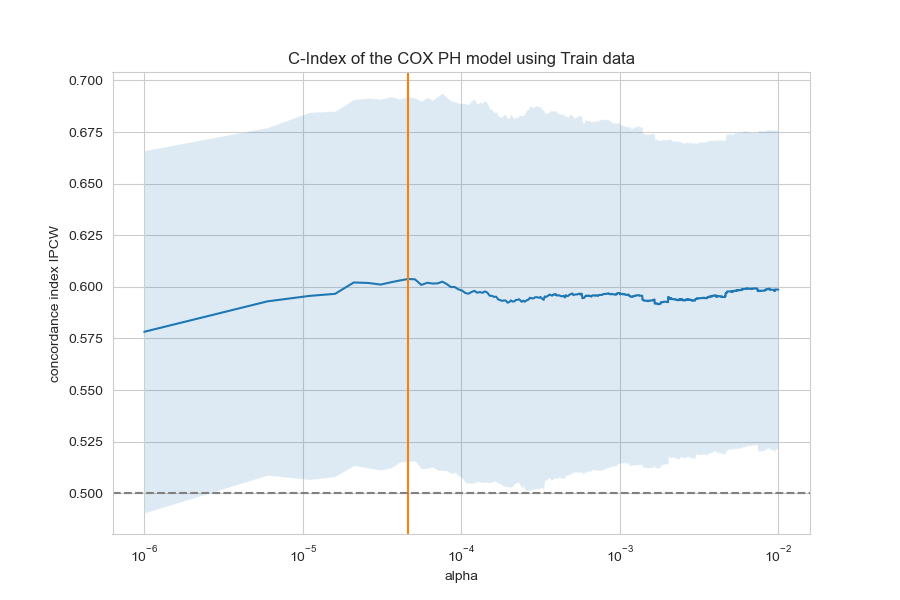 C-Index of the COX PH model using Train data
concordance index IPCW
0.700
0.675
0.650
0.625
0.600
0.575
0.550
0.525
0.500
10⁻⁶ 10⁻⁵ 10⁻⁴ 10⁻³ 10⁻²
alpha